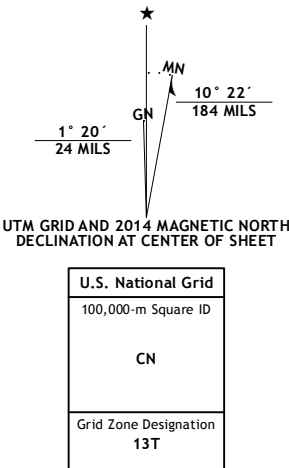 ★
MN
10° 22´
184 MILS
GN
1° 20´
24 MILS
UTM GRID AND 2014 MAGNETIC NORTH
DECLINATION AT CENTER OF SHEET
U.S. National Grid
100,000-m Square ID
CN
Grid Zone Designation
13T